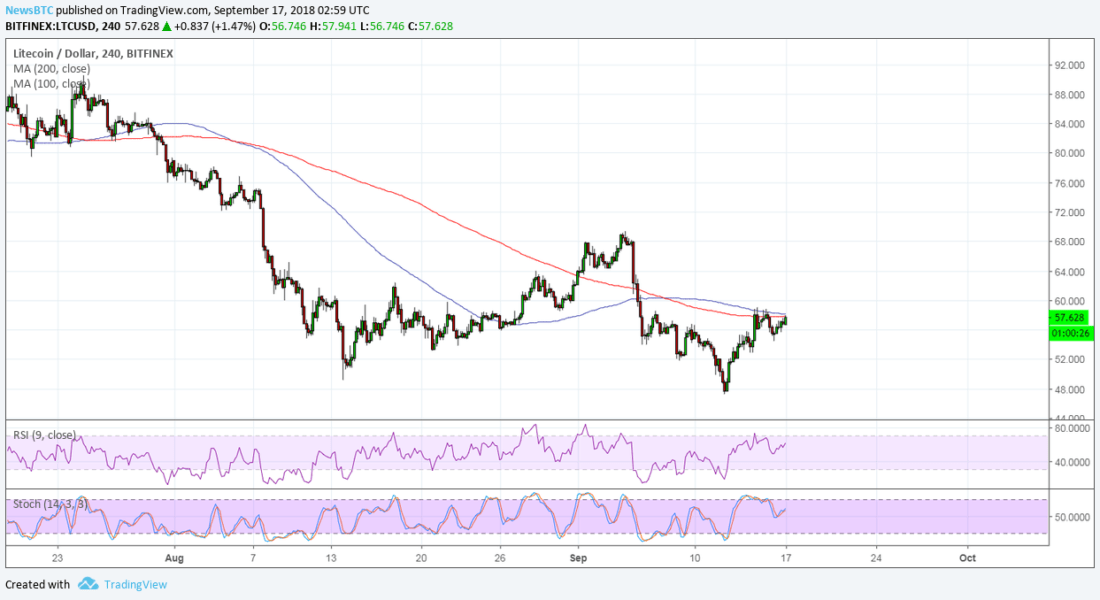 NewsBTC published on TradingView.com, September 17, 2018 02:59 UTC
BITFINEX:LTCUSD, 240 57.628 ▲ +0.837 (+1.47%) O:56.746 H:57.941 L:56.746 C:57.628
Litecoin / Dollar, 240, BITFINEX
MA (200, close)
MA (100, close)
92.000
88.000
84.000
80.000
76.000
72.000
68.000
64.000
60.000
57.628
01:00:26
52.000
48.000
44.000
RSI (9, close)
80.0000
40.0000
Stoch (14, 3, 3)
50.0000
23 Aug 7 13 20 26 Sep 10 17 24 Oct
Created with TradingView